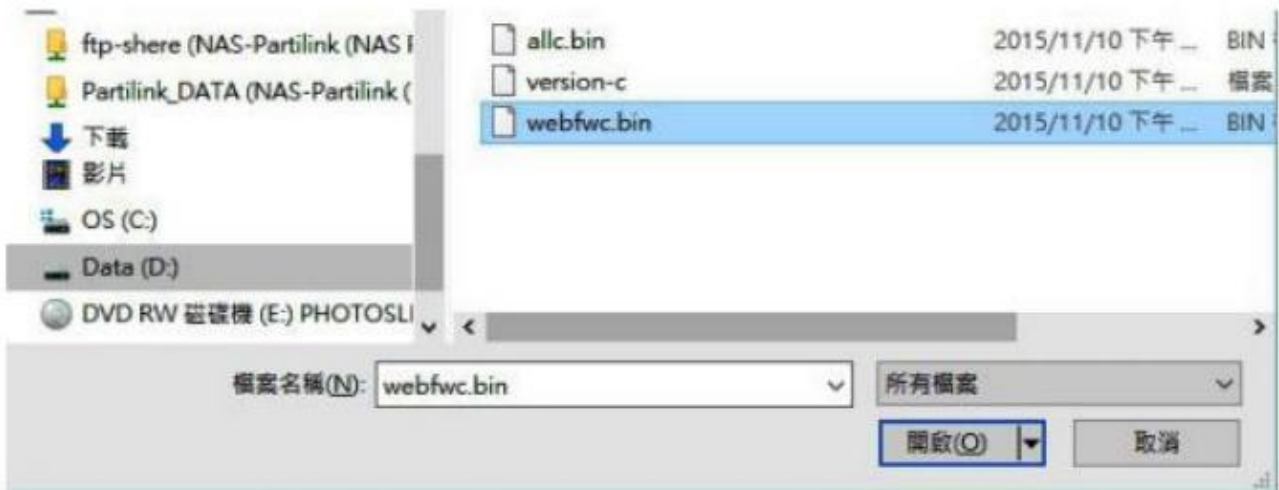 ftp-shere (NAS-Partilink (NAS
Partilink_DATA (NAS-Partilink (
下載
影片
OS (C:)
Data (D:)
DVD RW 磁碟機 (E:) PHOTOSL
allc.bin 2015/11/10 下午 ... BIN
version-c 2015/11/10 下午 ... 檔案
webfwc.bin 2015/11/10 下午 ... BIN
檔案名稱(N): webfwc.bin 所有檔案
開啟(O) 取消